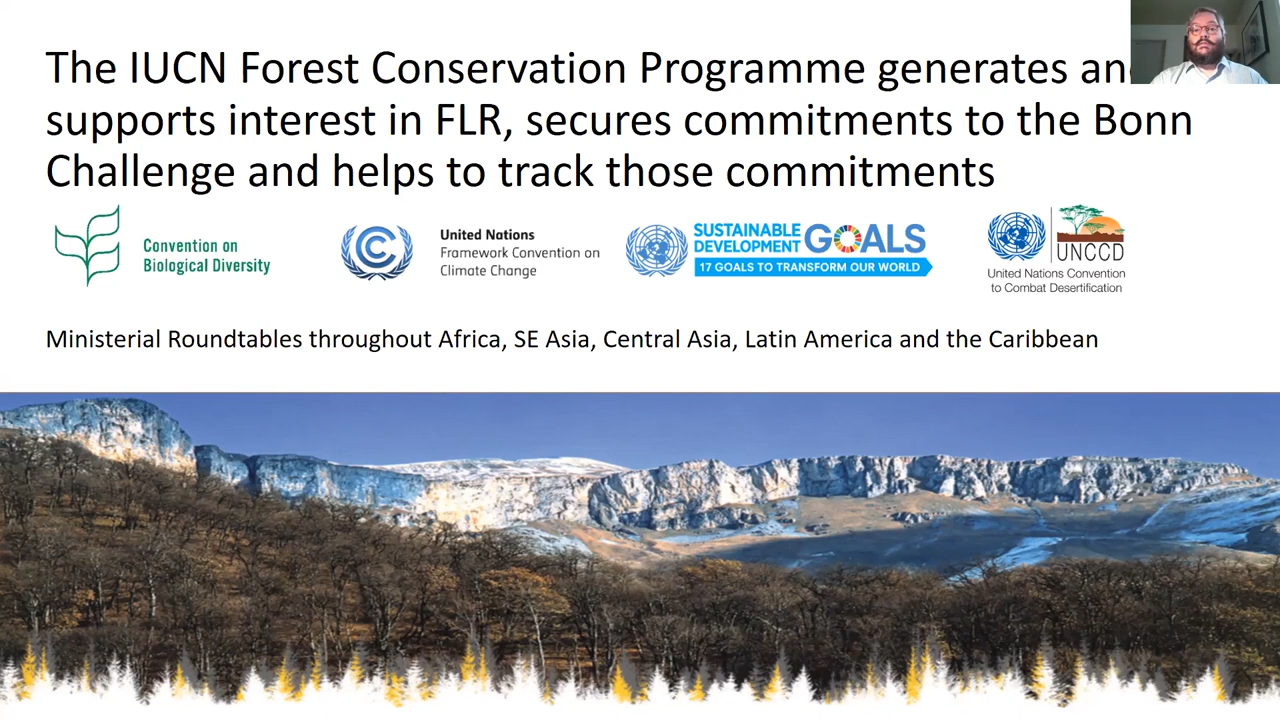 The IUCN Forest Conservation Programme generates and
supports interest in FLR, secures commitments to the Bonn
Challenge and helps to track those commitments
Convention on
Biological Diversity
United Nations
Framework Convention on
Climate Change
SUSTAINABLE
DEVELOPMENT
GOALS
17 GOALS TO TRANSFORM OUR WORLD
UNCCD
United Nations Convention
to Combat Desertification
Ministerial Roundtables throughout Africa, SE Asia, Central Asia, Latin America and the Caribbean